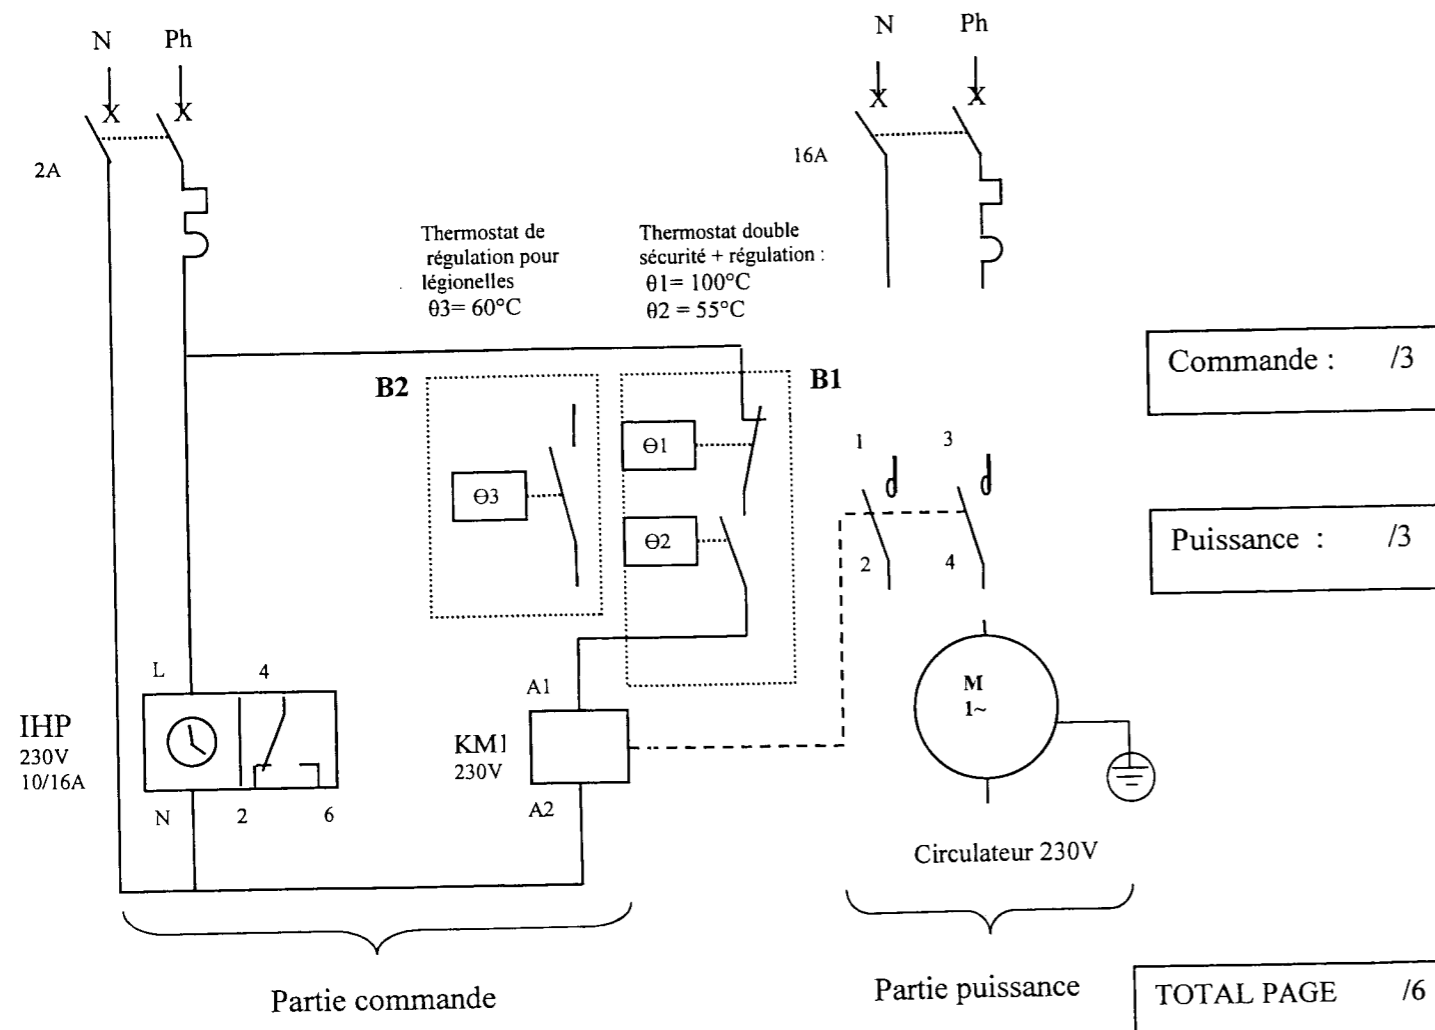 N Ph
N Ph
2A
16A
Thermostat de
régulation pour
légionelles
θ3= 60°C
Thermostat double
sécurité + régulation :
θ1= 100°C
θ2 = 55°C
Commande : /3
B2
B1
θ1
θ3
θ2
1 3
2 4
Puissance : /3
L 4
IHP
230V
10/16A
N 2 6
A1
KM1
230V
A2
M
1~
Circulateur 230V
Partie commande
Partie puissance
TOTAL PAGE /6